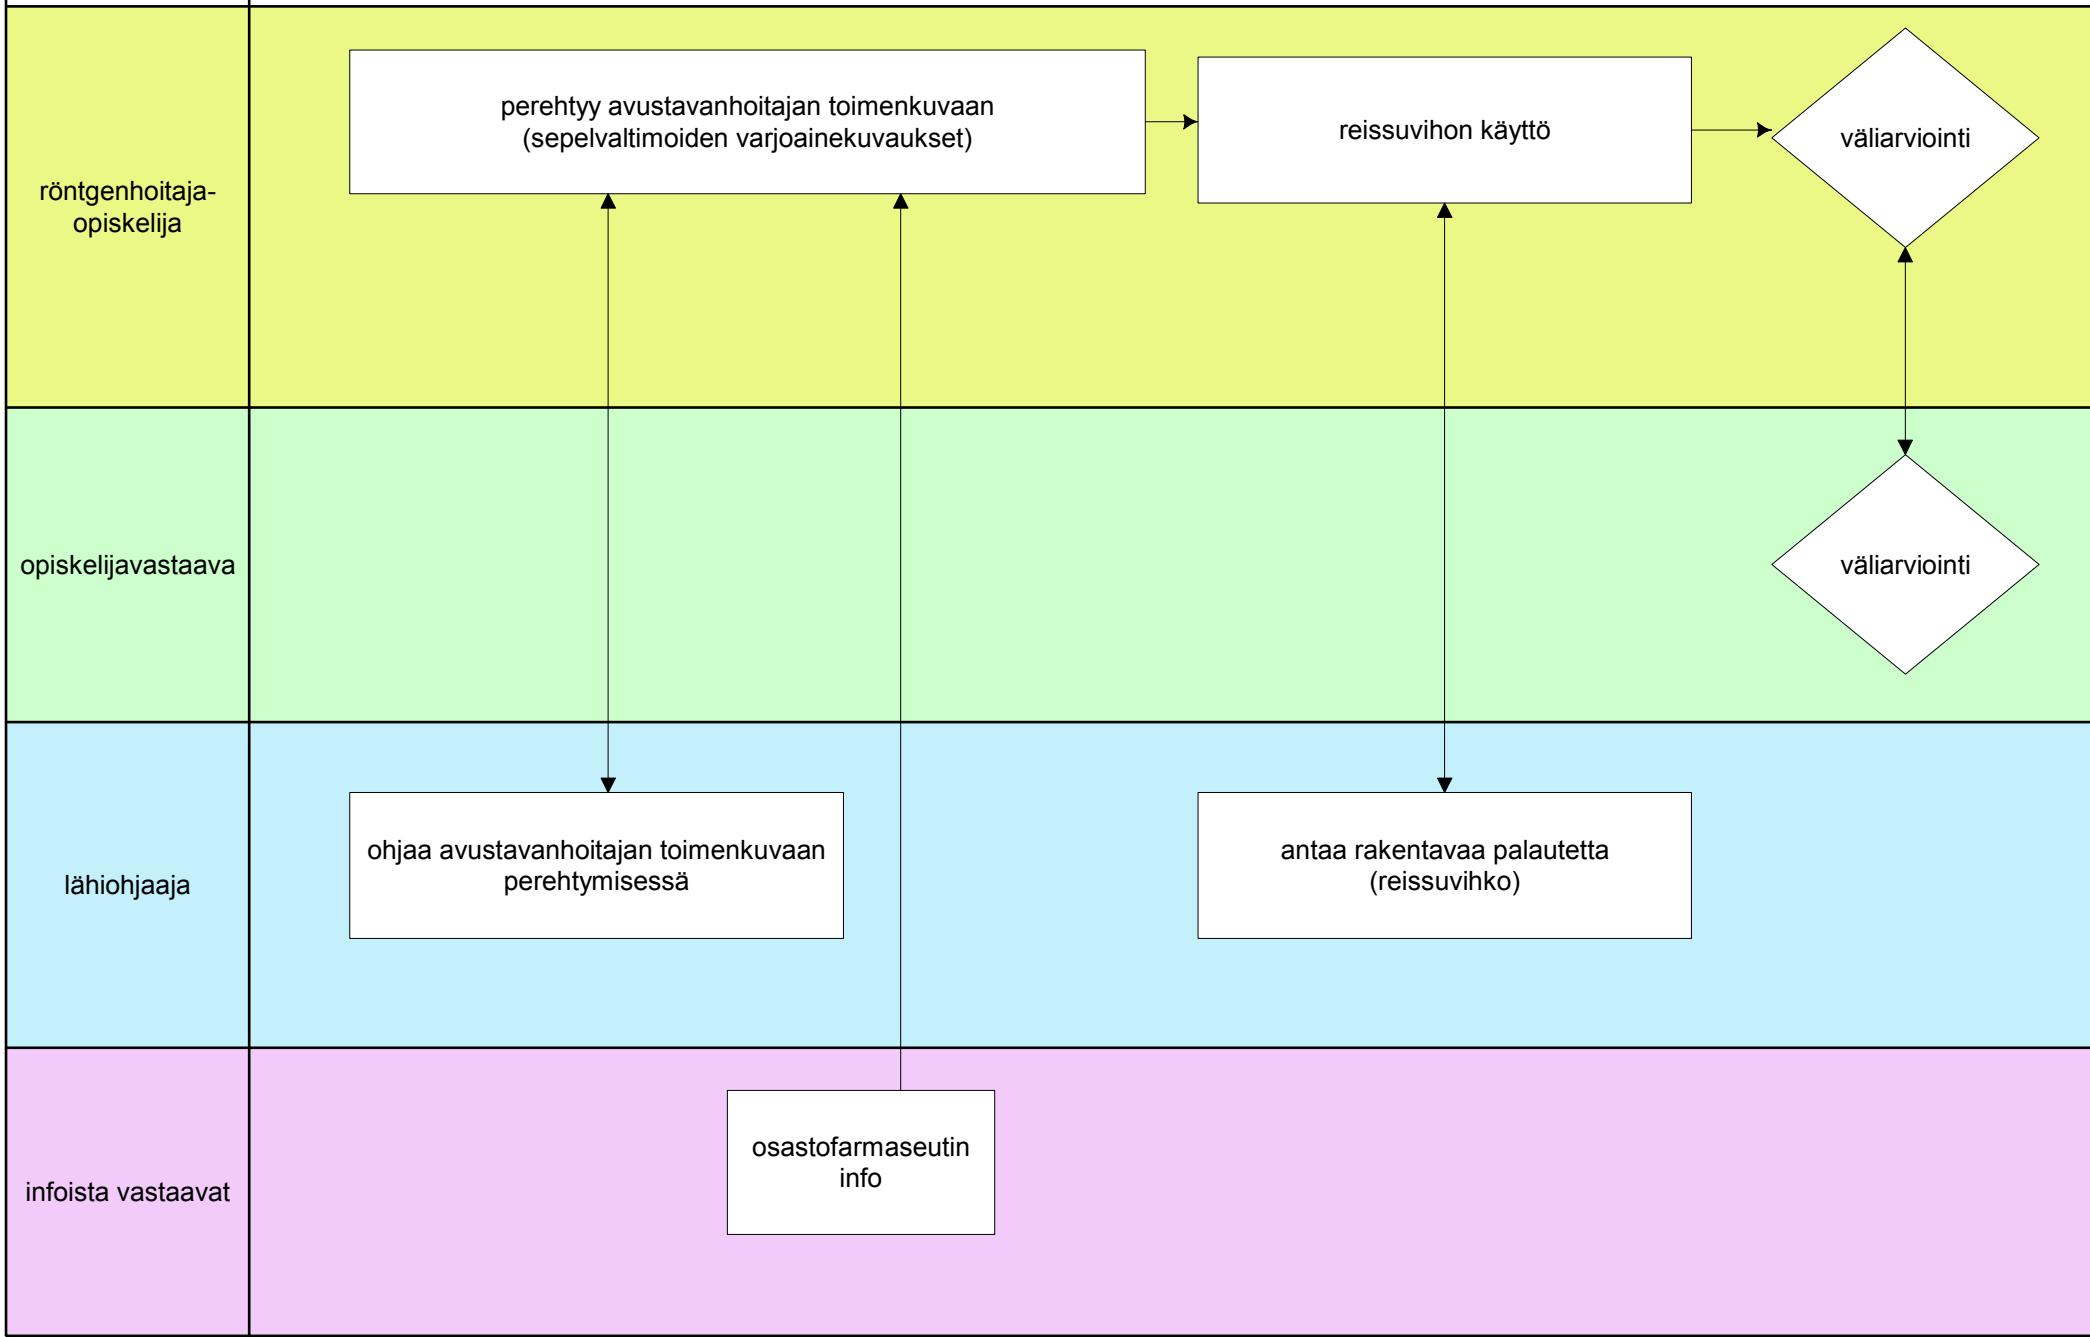 röntgenhoitaja-
opiskelija
perehtyy avustavanhoitajan toimenkuvaan
(sepelvaltimoiden varjoainekuvaukset)
reissuvihon käyttö
väliarviointi
opiskelijavastaava
väliarviointi
lähiohjaaja
ohjaa avustavanhoitajan toimenkuvaan
perehtymisessä
antaa rakentavaa palautetta
(reissuvihko)
infoista vastaavat
osastofarmaseutin
info